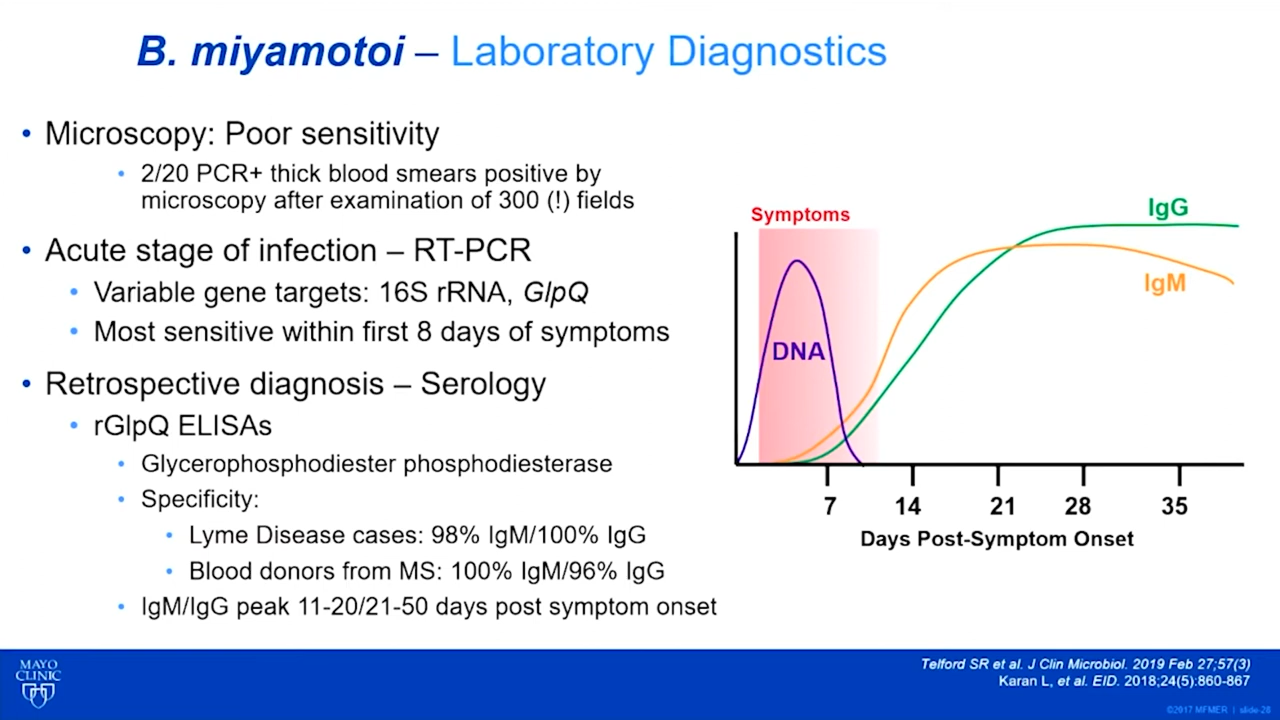 B. miyamotoi – Laboratory Diagnostics
• Microscopy: Poor sensitivity
• 2/20 PCR+ thick blood smears positive by
microscopy after examination of 300 (!) fields
• Acute stage of infection – RT-PCR
• Variable gene targets: 16S rRNA, GlpQ
• Most sensitive within first 8 days of symptoms
• Retrospective diagnosis – Serology
• rGlpQ ELISAs
• Glycerophosphodiester phosphodiesterase
• Specificity:
• Lyme Disease cases: 98% IgM/100% IgG
• Blood donors from MS: 100% IgM/96% IgG
• IgM/IgG peak 11-20/21-50 days post symptom onset
Symptoms
IgG
IgM
DNA
7 14 21 28 35
Days Post-Symptom Onset
MAYO
CLINIC
Telford SR et al. J Clin Microbiol. 2019 Feb 27;57(3)
Karan L, et al. EID. 2018;24(5):860-867
©2017 MFMER | slide-28